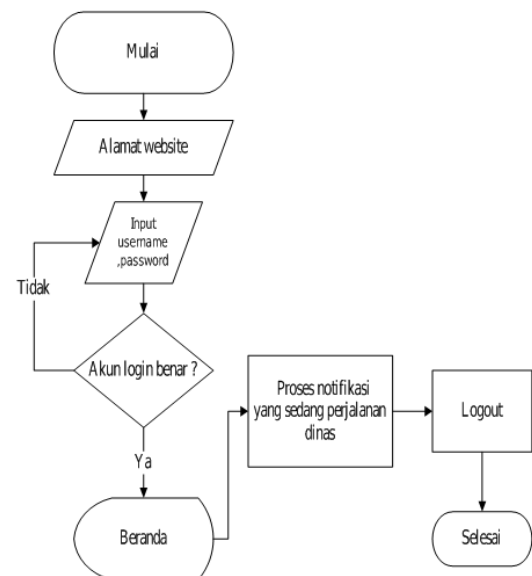 Mulai
Alamat website
Input
username
,password
Tidak
Akun login benar ?
Ya
Beranda
Proses notifikasi
yang sedang perjalanan
dinas
Logout
Selesai